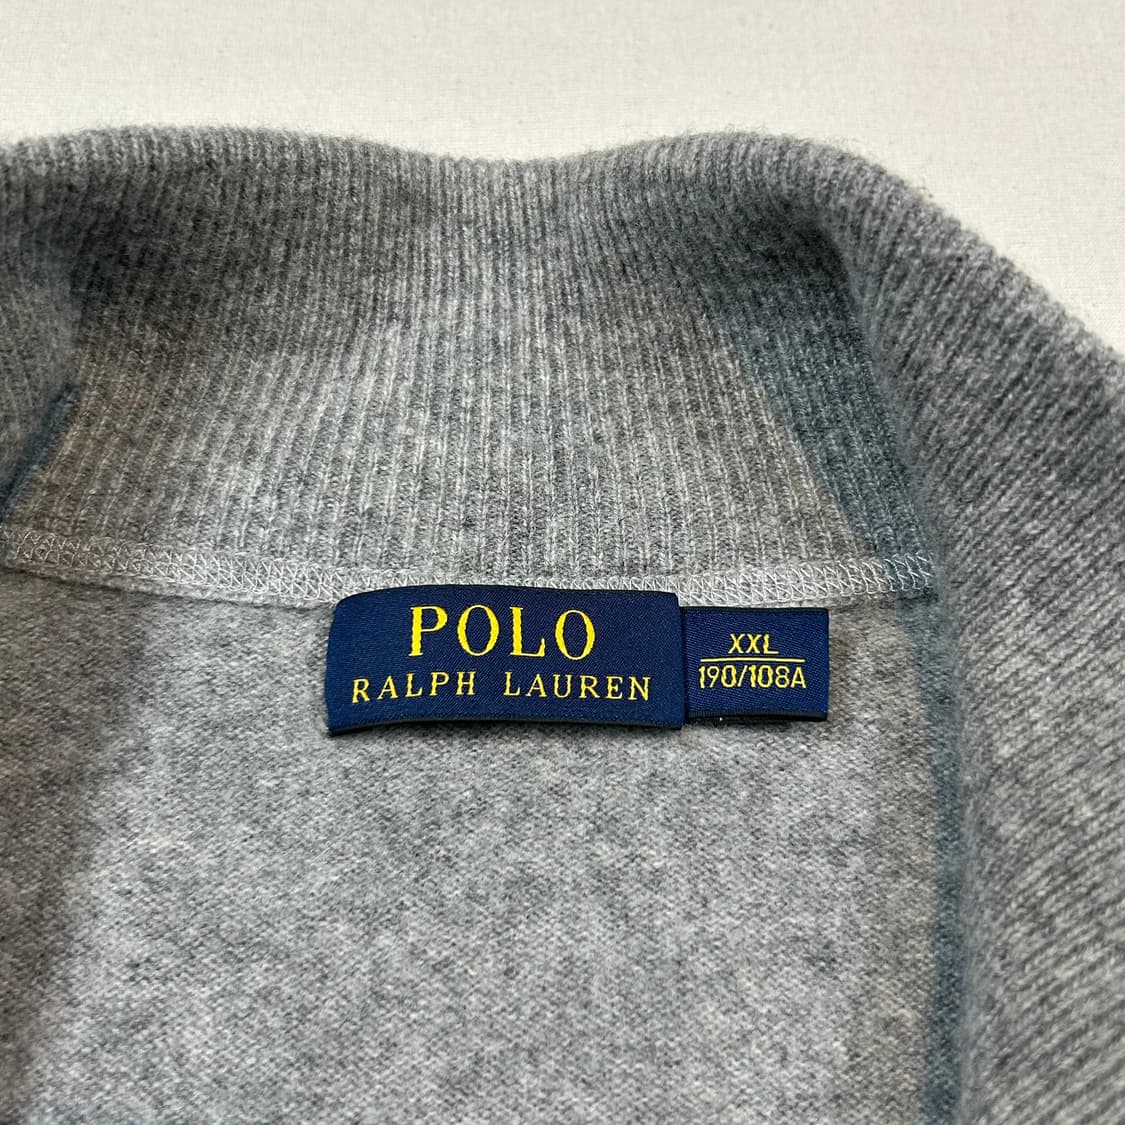 POLO
RALPH LAUREN
XXL
190/108A